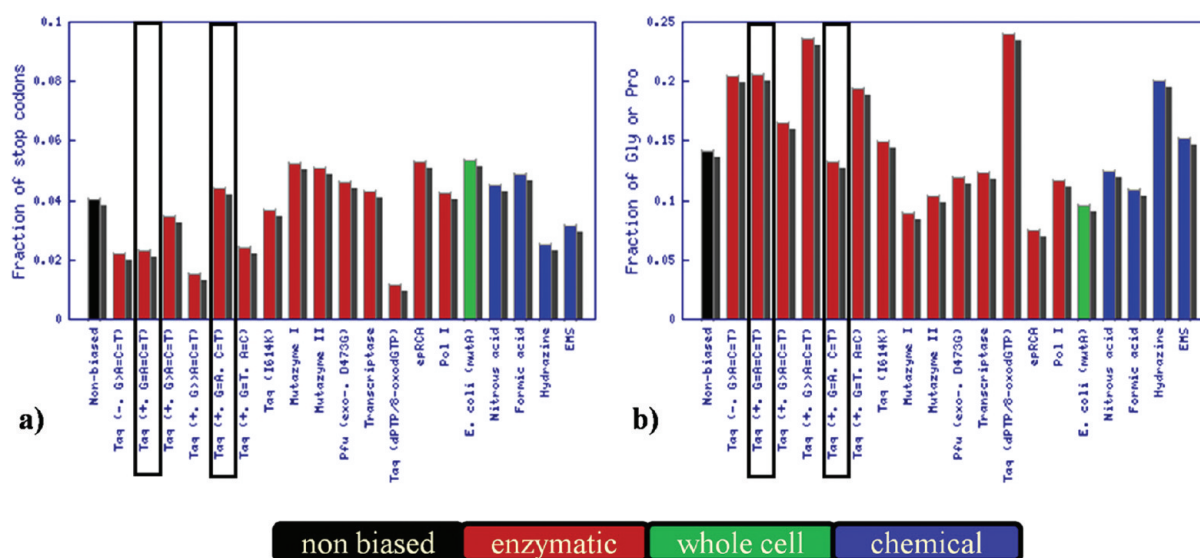 0.1
0.08
0.06
0.04
0.02
0
Fraction of stop codons
Non-biased
Taq (-. G>A=C=T)
Taq (+. G=A=C=T)
Taq (+. G>A=C=T)
Taq (+. G>>A=C=T)
Taq (+. G=A. C=T)
Taq (+. G=T. A=C)
Taq (I614K)
Mutazyme I
Mutazyme II
Pfu (exo-. D473G)
Transcriptase
Taq (dPTP/8-oxodGTP)
epRCA
Pol I
E. coli (mutA)
Nitrous acid
Formic acid
Hydrazine
EMS
a)
0.25
0.2
0.15
0.1
0.05
0
Fraction of Gly or Pro
Non-biased
Taq (-. G>A=C=T)
Taq (+. G=A=C=T)
Taq (+. G>A=C=T)
Taq (+. G>>A=C=T)
Taq (+. G=A. C=T)
Taq (+. G=T. A=C)
Taq (I614K)
Mutazyme I
Mutazyme II
Pfu (exo-. D473G)
Transcriptase
Taq (dPTP/8-oxodGTP)
epRCA
Pol I
E. coli (mutA)
Nitrous acid
Formic acid
Hydrazine
EMS
b)
non biased
enzymatic
whole cell
chemical